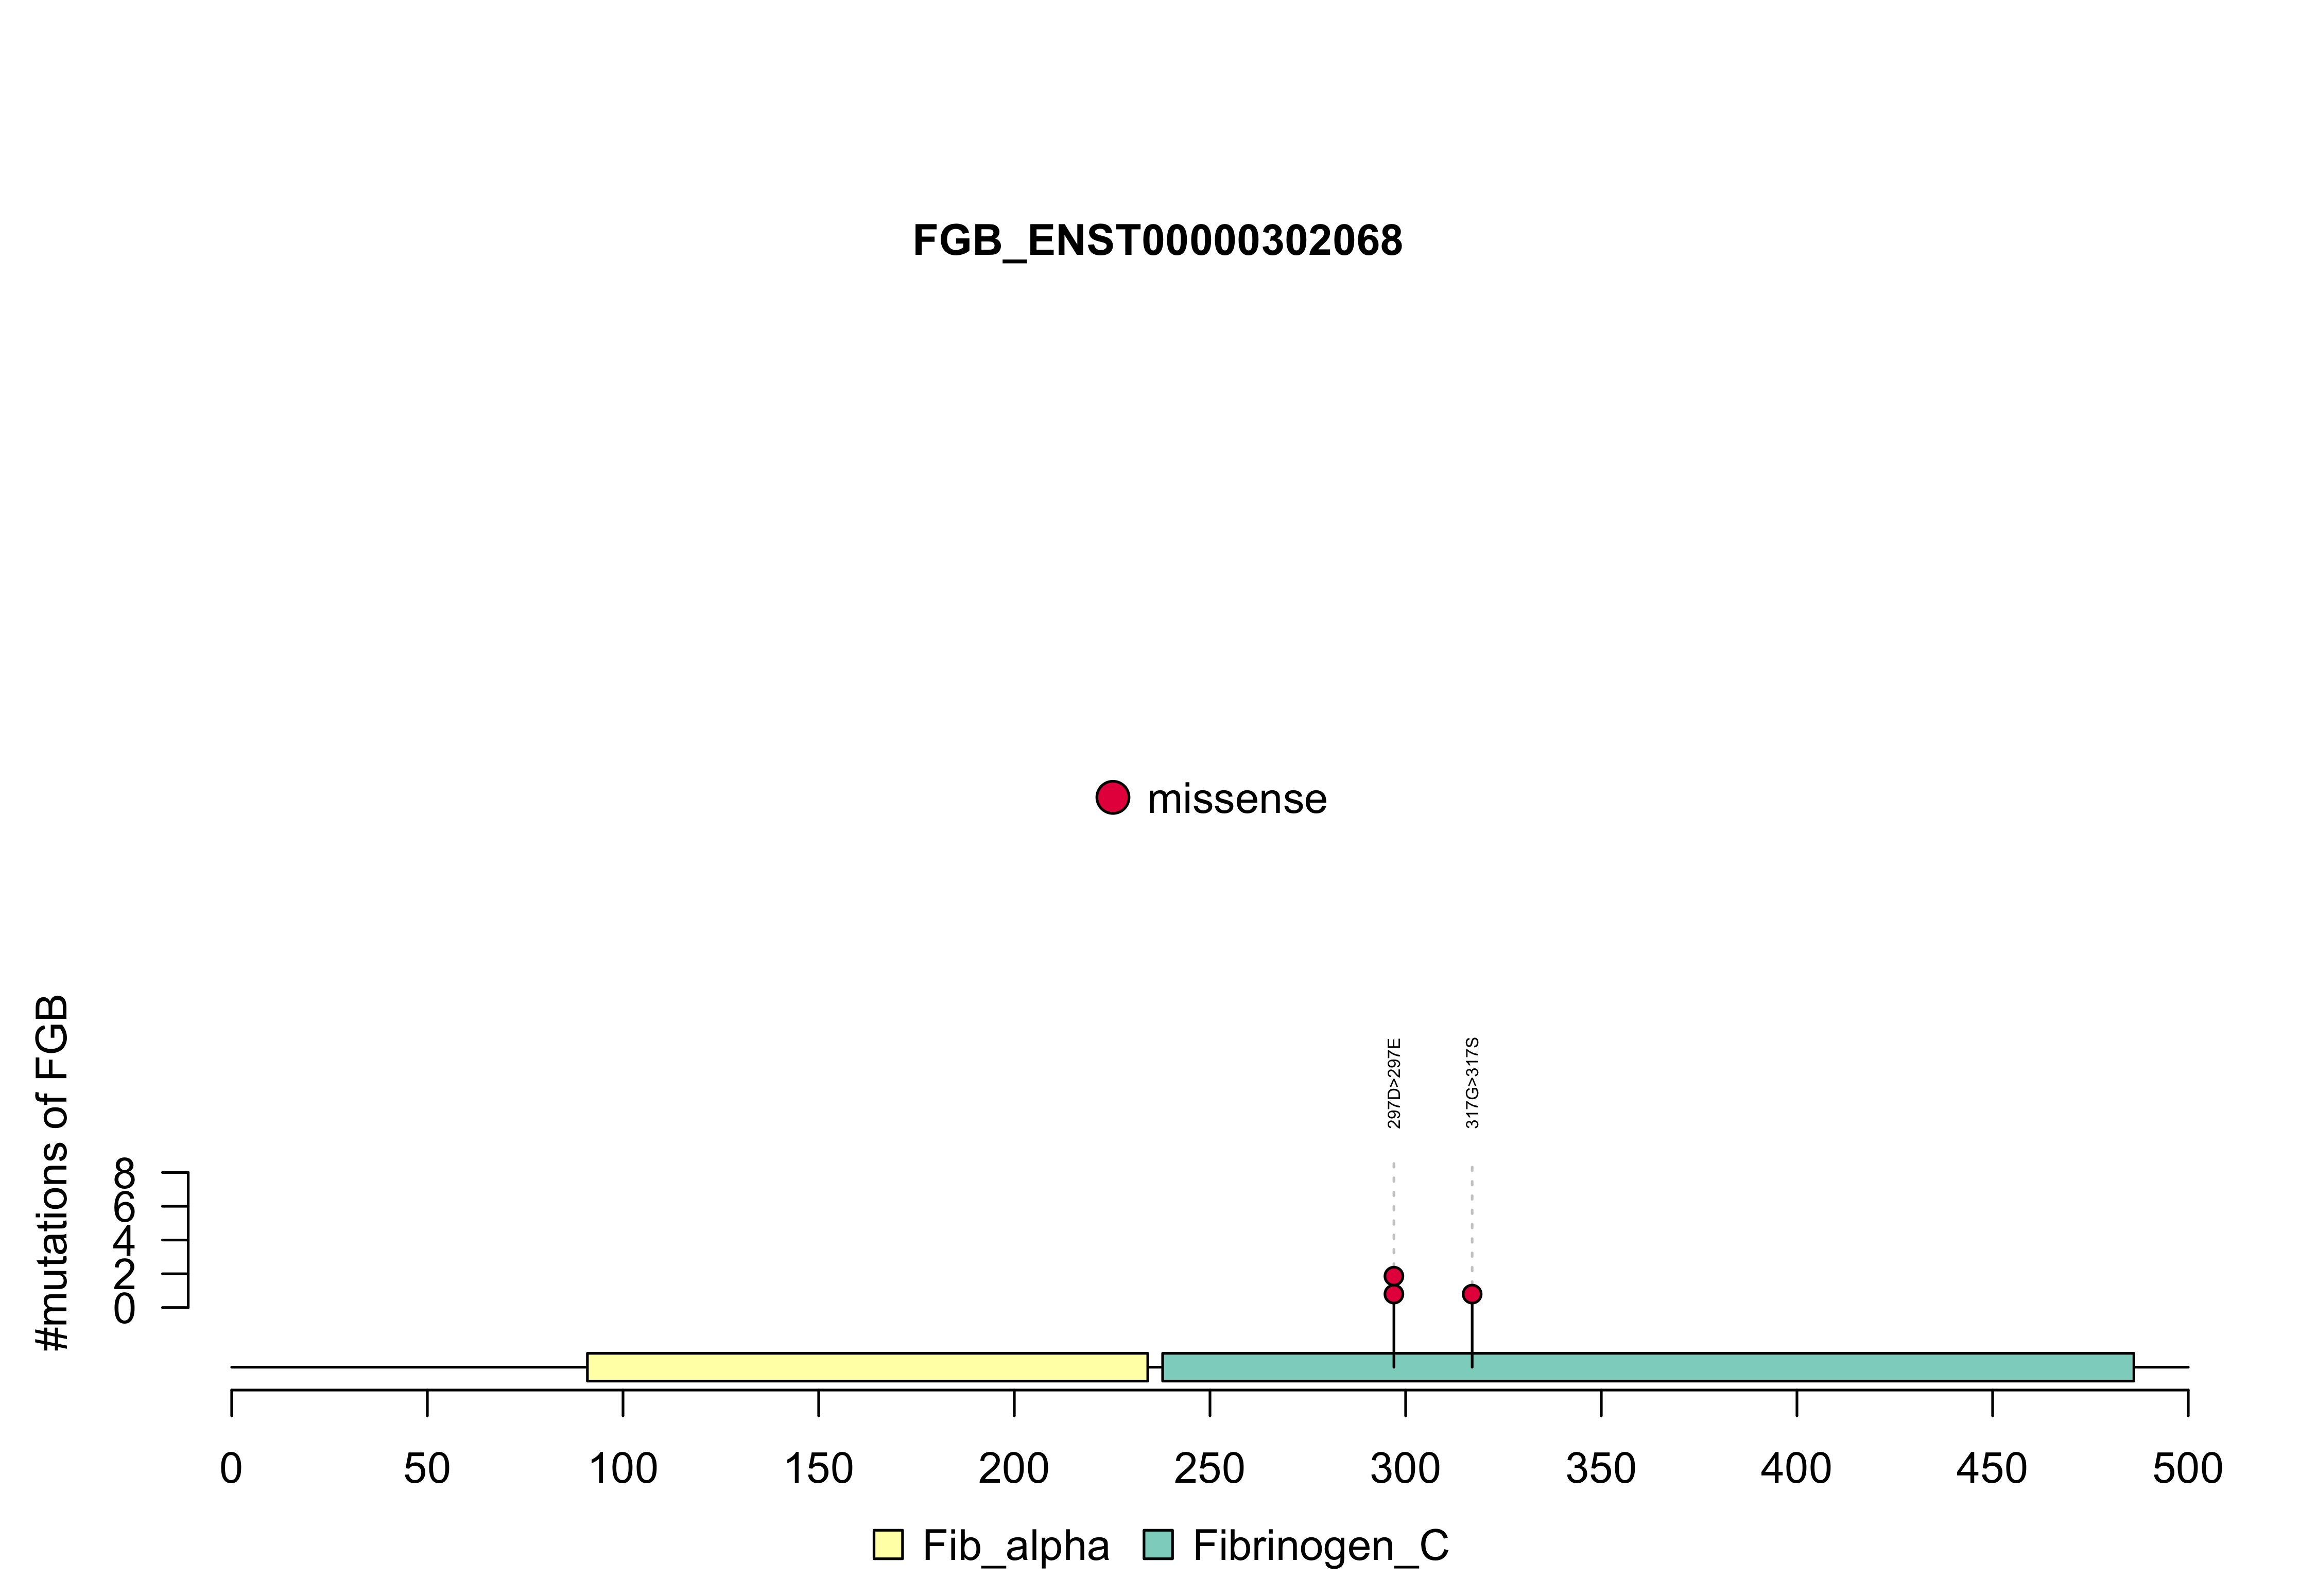 FGB_ENST00000302068
missense
#mutations of FGB
297D>297E
317G>317S
8
6
4
2
0
0 50 100 150 200 250 300 350 400 450 500
Fib_alpha Fibrinogen_C